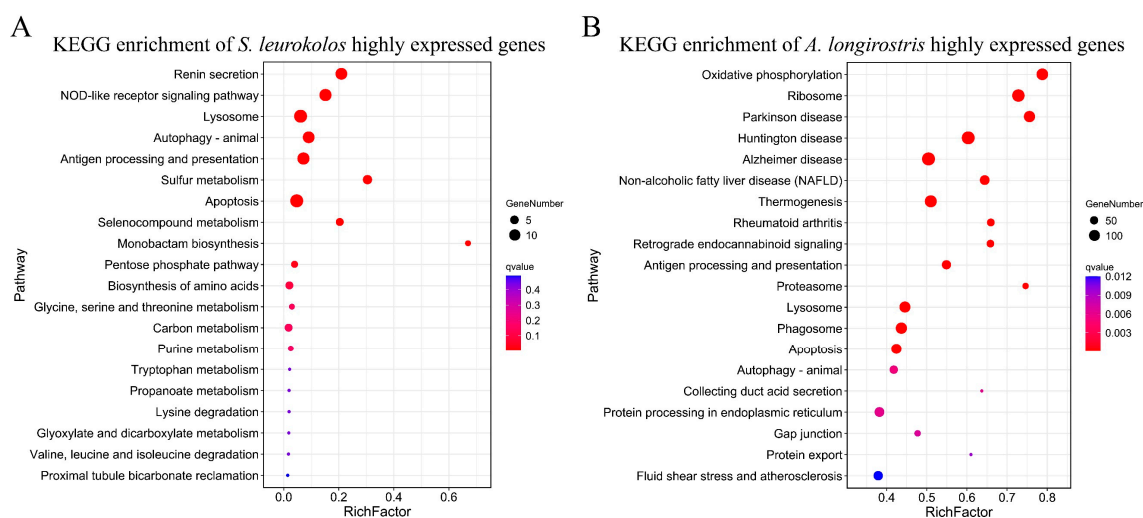 A
KEGG enrichment of S. leurokolos highly expressed genes
Renin secretion
NOD-like receptor signaling pathway
Lysosome
Autophagy - animal
Antigen processing and presentation
Sulfur metabolism
Apoptosis
Selenocompound metabolism
Monobactam biosynthesis
Pentose phosphate pathway
Biosynthesis of amino acids
Glycine, serine and threonine metabolism
Carbon metabolism
Purine metabolism
Tryptophan metabolism
Propanoate metabolism
Lysine degradation
Glyoxylate and dicarboxylate metabolism
Valine, leucine and isoleucine degradation
Proximal tubule bicarbonate reclamation
Pathway
0.0 0.2 0.4 0.6
RichFactor
GeneNumber
5
10
qvalue
0.4
0.3
0.2
0.1
B
KEGG enrichment of A. longirostris highly expressed genes
Oxidative phosphorylation
Ribosome
Parkinson disease
Huntington disease
Alzheimer disease
Non-alcoholic fatty liver disease (NAFLD)
Thermogenesis
Rheumatoid arthritis
Retrograde endocannabinoid signaling
Antigen processing and presentation
Proteasome
Lysosome
Phagosome
Apoptosis
Autophagy - animal
Collecting duct acid secretion
Protein processing in endoplasmic reticulum
Gap junction
Protein export
Fluid shear stress and atherosclerosis
Pathway
0.4 0.5 0.6 0.7 0.8
RichFactor
GeneNumber
50
100
qvalue
0.012
0.009
0.006
0.003